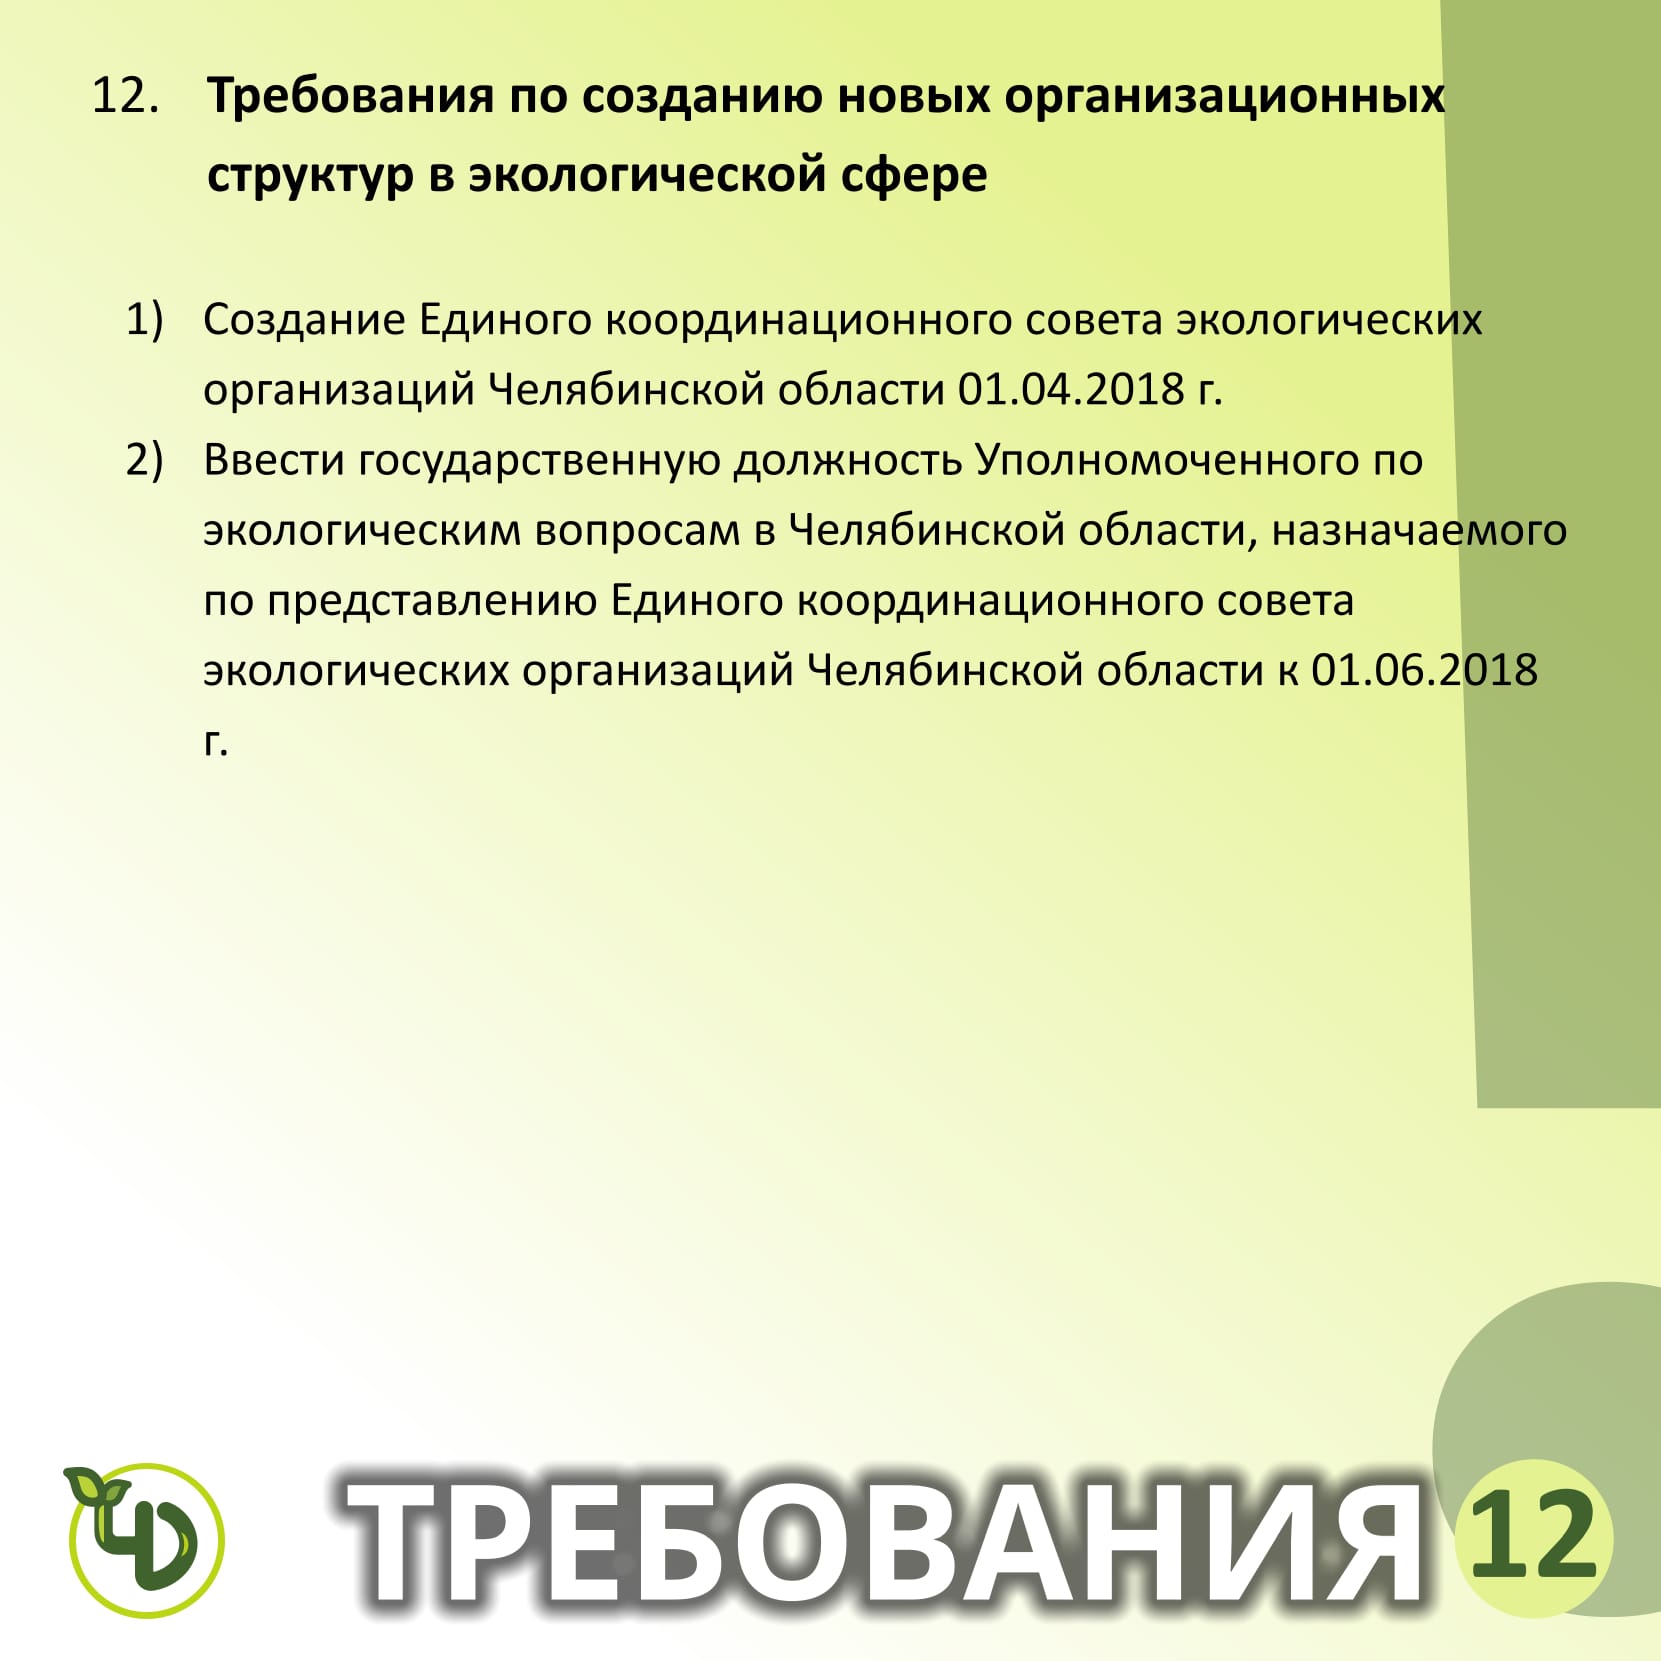 12. Требования по созданию новых организационных
структур в экологической сфере
1) Создание Единого координационного совета экологических
организаций Челябинской области 01.04.2018 г.
2) Ввести государственную должность Уполномоченного по
экологическим вопросам в Челябинской области, назначаемого
по представлению Единого координационного совета
экологических организаций Челябинской области к 01.06.2018
г.
ЧD
ТРЕБОВАНИЯ 12